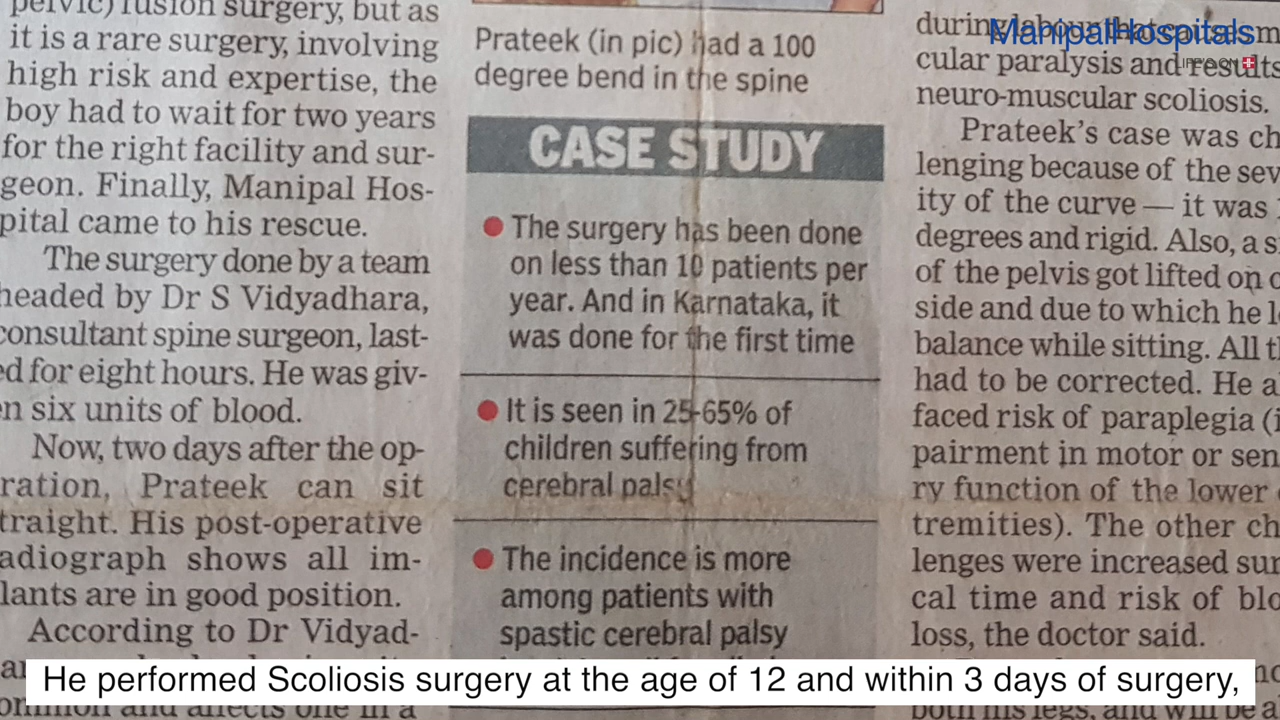 pelvic) fusion surgery, but as
it is a rare surgery, involving
high risk and expertise, the
boy had to wait for two years
for the right facility and sur-
geon. Finally, Manipal Hos-
pital came to his rescue.
The surgery done by a team
headed by Dr S Vidyadhara,
consultant spine surgeon, last-
ed for eight hours. He was giv-
en six units of blood.
Now, two days after the op-
ration, Prateek can sit
traight. His post-operative
adiograph shows all im-
lants are in good position.
According to Dr Vidyad-
Prateek (in pic) had a 100
degree bend in the spine
CASE STUDY
The surgery has been done
on less than 10 patients per
year. And in Karnataka, it
was done for the first time
It is seen in 25-65% of
children suffering from
cerebral palsy
The incidence is more
among patients with
spastic cerebral palsy
ManipalHospitals
LIFE'S ON
during labour that
cular paralysis and results
neuro-muscular scoliosis.
Prateek's case was ch
lenging because of the sev
ity of the curve — it was
degrees and rigid. Also, a s
of the pelvis got lifted on o
side and due to which he l
balance while sitting. All t
had to be corrected. He a
faced risk of paraplegia (i
pairment in motor or sen
ry function of the lower
tremities). The other ch
lenges were increased sur
cal time and risk of blo
loss, the doctor said.
He performed Scoliosis surgery at the age of 12 and within 3 days of surgery,